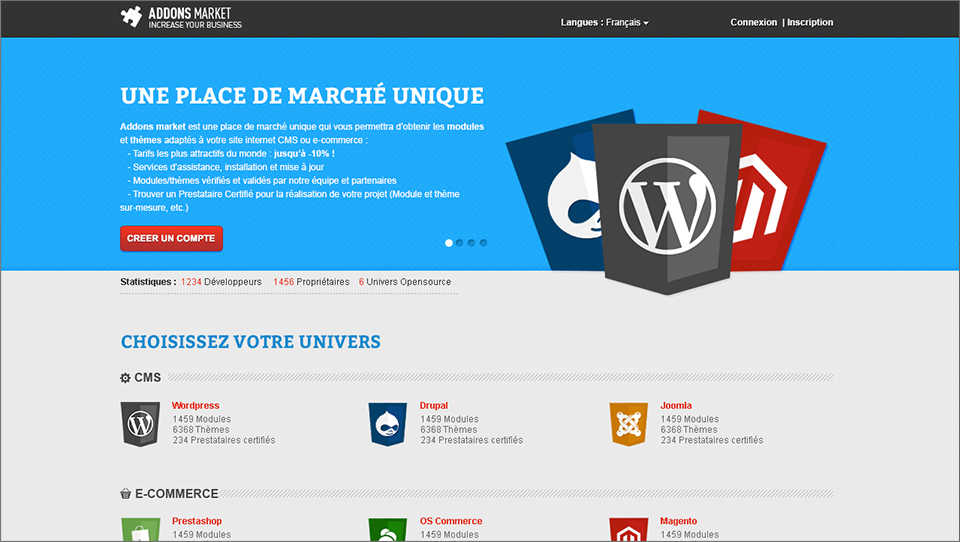 ADDONS MARKET
INCREASE YOUR BUSINESS
Langues : Français
Connexion | Inscription
UNE PLACE DE MARCHÉ UNIQUE
Addons market est une place de marché unique qui vous permettra d'obtenir les modules
et thèmes adaptés à votre site internet CMS ou e-commerce :
- Tarifs les plus attractifs du monde : jusqu'à -10% !
- Services d'assistance, installation et mise à jour
- Modules/thèmes vérifiés et validés par notre équipe et partenaires
- Trouver un Prestataire Certifié pour la réalisation de votre projet (Module et thème
sur-mesure, etc.)
CREER UN COMPTE
Statistiques : 1234 Développeurs 1456 Propriétaires 6 Univers Opensource
CHOISISSEZ VOTRE UNIVERS
CMS
Wordpress
1459 Modules
6368 Thèmes
234 Prestataires certifiés
Drupal
1459 Modules
6368 Thèmes
234 Prestataires certifiés
Joomla
1459 Modules
6368 Thèmes
234 Prestataires certifiés
E-COMMERCE
Prestashop
1459 Modules
OS Commerce
1459 Modules
Magento
1459 Modules